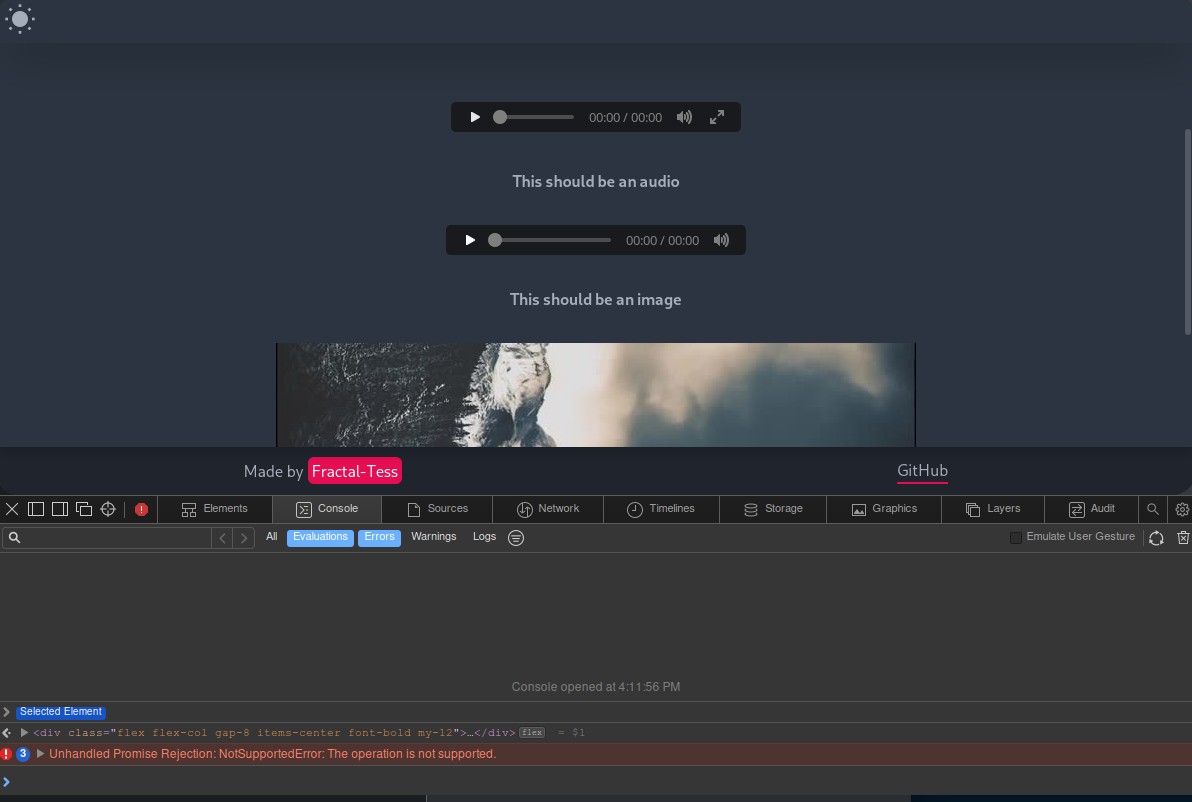 00:00 / 00:00
This should be an audio
00:00 / 00:00
This should be an image
Made by Fractal-Tess GitHub
Elements Console Sources Network Timelines Storage Graphics Layers Audit
All Evaluations Errors Warnings Logs Emulate User Gesture
Console opened at 4:11:56 PM
Selected Element
<div class="flex flex-col gap-8 items-center font-bold my-12">…</div> flex = $1
3 Unhandled Promise Rejection: NotSupportedError: The operation is not supported.